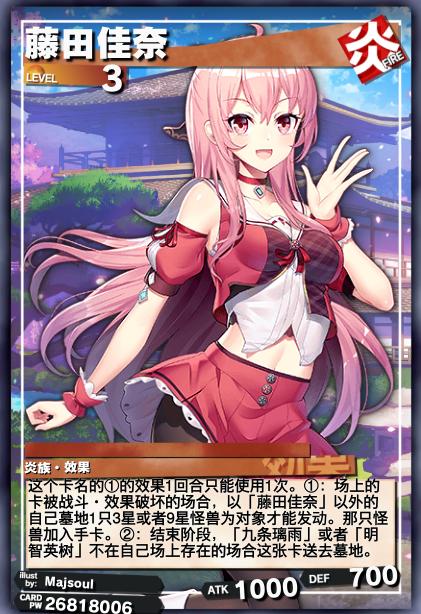 藤田佳奈
炎
FIRE
LEVEL 3
炎族・效果
这个卡名的①的效果1回合只能使用1次。①：场上的
卡被战斗・效果破坏的场合，以「藤田佳奈」以外的
自己墓地1只3星或者9星怪兽为对象才能发动。那只怪
兽加入手卡。②：结束阶段，「九条璃雨」或者「明
智英树」不在自己场上存在的场合这张卡送去墓地。
illust by: Majsoul
ATK 1000
DEF 700
CARD PW 26818006